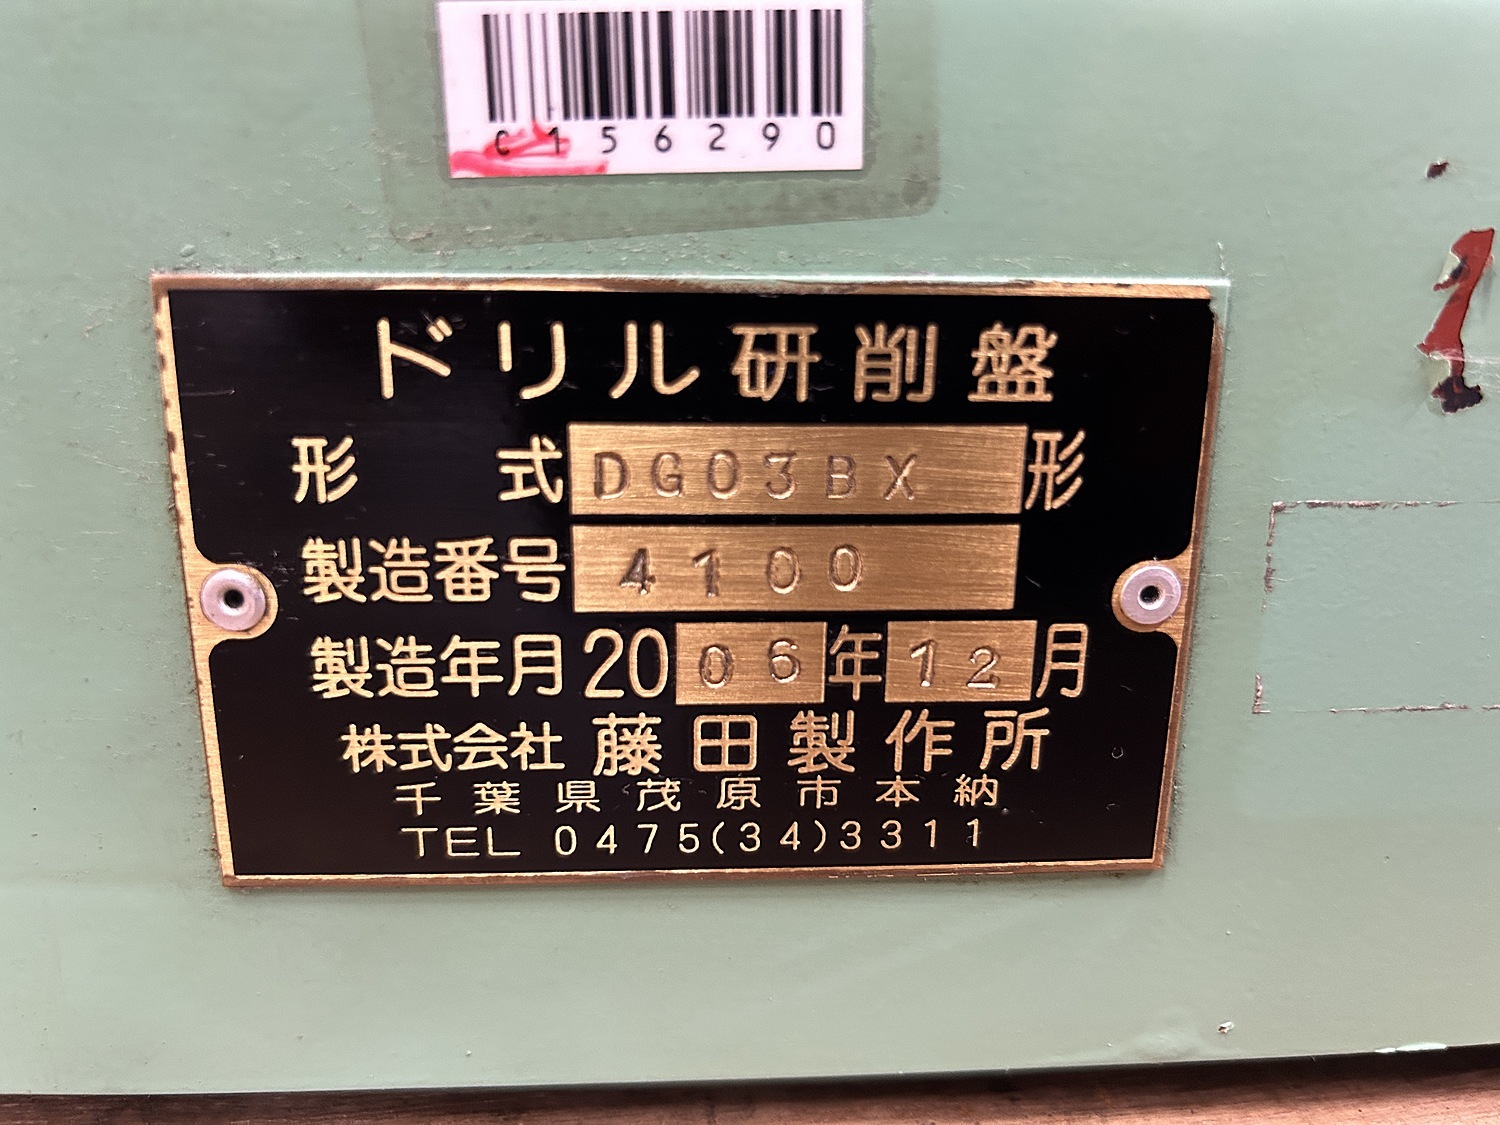 C156290
ドリル研削盤
形式 DG03BX 形
製造番号 4100
製造年月 2006年12月
株式会社 藤田製作所
千葉県茂原市本納
TEL 0475(34)3311
1